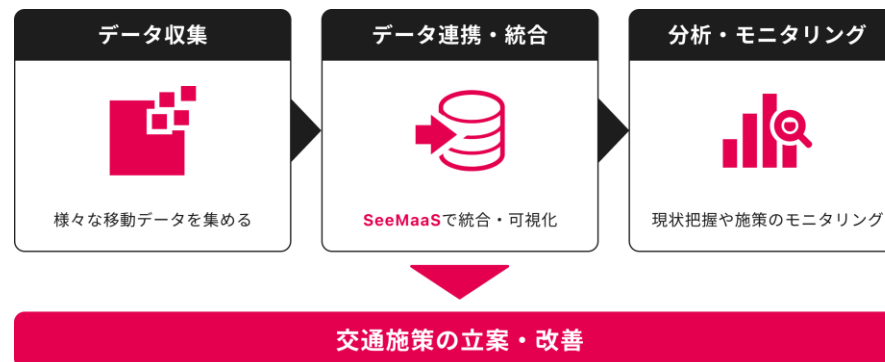 データ収集
様々な移動データを集める
データ連携・統合
SeeMaaSで統合・可視化
分析・モニタリング
現状把握や施策のモニタリング
交通施策の立案・改善